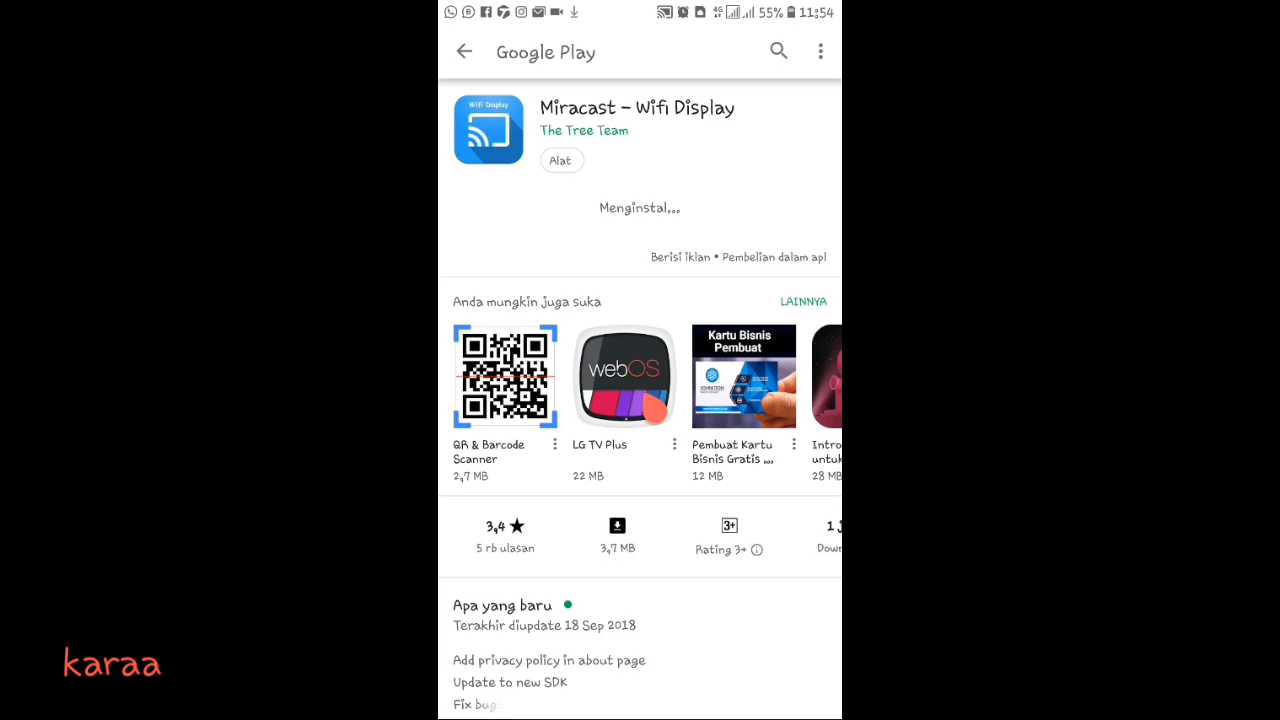 4G 55% 11:54
Google Play
Wifi Display
Miracast - Wifi Display
The Tree Team
Alat
Menginstal...
Berisi iklan • Pembelian dalam apl
Anda mungkin juga suka LAINNYA
webOS
Kartu Bisnis
Pembuat
QR & Barcode
Scanner
2,7 MB
LG TV Plus
22 MB
Pembuat Kartu
Bisnis Gratis ...
12 MB
Intro
untuk
28 MB
3,4 ★
5 rb ulasan
3,7 MB
3+
Rating 3+
1 j
Down
Apa yang baru
Terakhir diupdate 18 Sep 2018
Add privacy policy in about page
Update to new SDK
Fix bugs
karaa